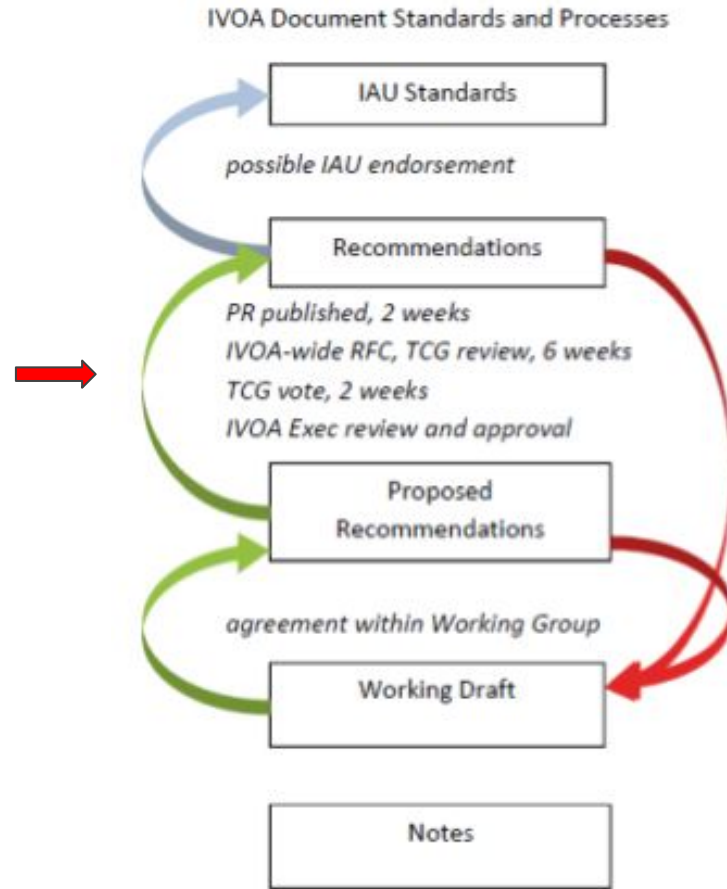 IVOA Document Standards and Processes
IAU Standards
possible IAU endorsement
Recommendations
PR published, 2 weeks
IVOA-wide RFC, TCG review, 6 weeks
TCG vote, 2 weeks
IVOA Exec review and approval
Proposed
Recommendations
agreement within Working Group
Working Draft
Notes